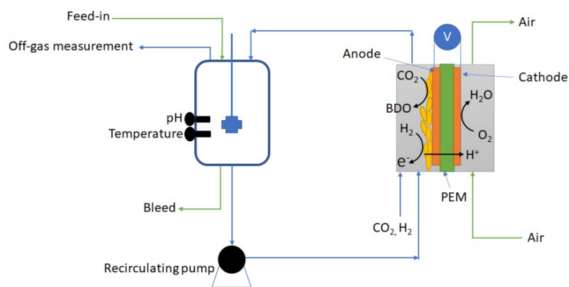 Feed-in
Off-gas measurement
pH
Temperature
Bleed
Recirculating pump
Air
V
Anode
Cathode
CO₂
BDO
H₂
e⁻
H₂O
O₂
H⁺
PEM
CO₂, H₂
Air